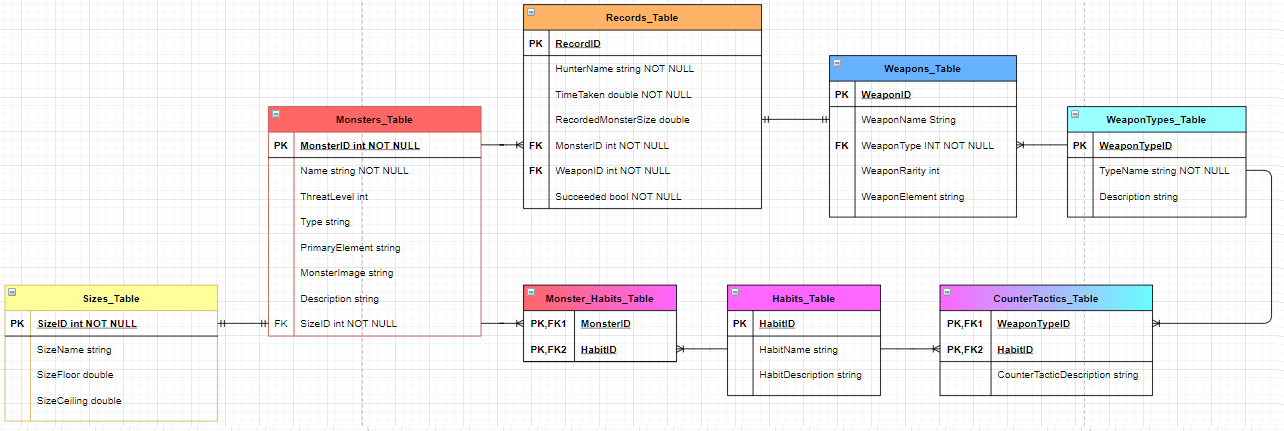 Records_Table
PK RecordID
HunterName string NOT NULL
TimeTaken double NOT NULL
RecordedMonsterSize double
FK MonsterID int NOT NULL
FK WeaponID int NOT NULL
Succeeded bool NOT NULL
Weapons_Table
PK WeaponID
WeaponName String
FK WeaponType INT NOT NULL
WeaponRarity int
WeaponElement string
WeaponTypes_Table
PK WeaponTypeID
TypeName string NOT NULL
Description string
Monsters_Table
PK MonsterID int NOT NULL
Name string NOT NULL
ThreatLevel int
Type string
PrimaryElement string
MonsterImage string
Description string
FK SizeID int NOT NULL
Sizes_Table
PK SizeID int NOT NULL
SizeName string
SizeFloor double
SizeCeiling double
Monster_Habits_Table
PK,FK1 MonsterID
PK,FK2 HabitID
Habits_Table
PK HabitID
HabitName string
HabitDescription string
CounterTactics_Table
PK,FK1 WeaponTypeID
PK,FK2 HabitID
CounterTacticDescription string